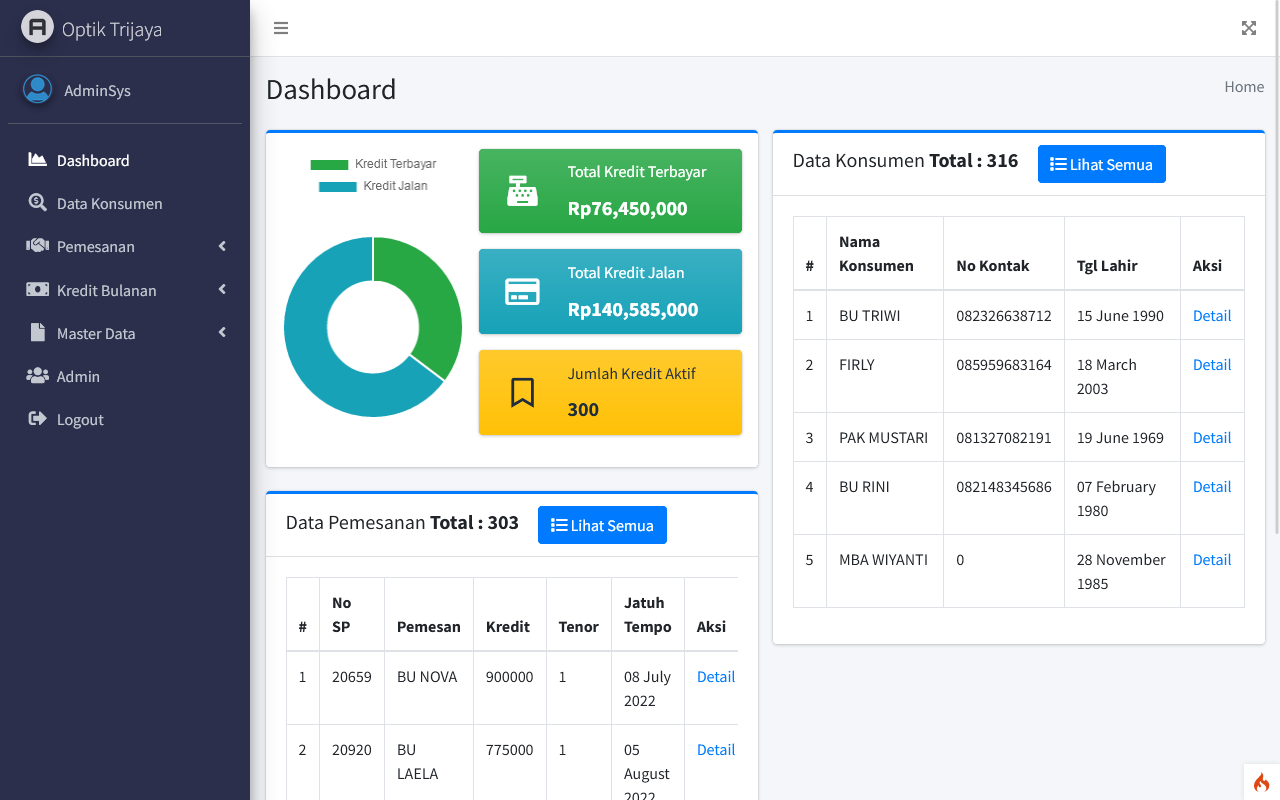 Optik Trijaya
AdminSys
Dashboard
Data Konsumen
Pemesanan
Kredit Bulanan
Master Data
Admin
Logout
Dashboard
Home
Kredit Terbayar
Kredit Jalan
Total Kredit Terbayar
Rp76,450,000
Total Kredit Jalan
Rp140,585,000
Jumlah Kredit Aktif
300
Data Pemesanan Total : 303 Lihat Semua
# No SP Pemesan Kredit Tenor Jatuh Tempo Aksi
1 20659 BU NOVA 900000 1 08 July 2022 Detail
2 20920 BU LAELA 775000 1 05 August 2022 Detail
Data Konsumen Total : 316 Lihat Semua
# Nama Konsumen No Kontak Tgl Lahir Aksi
1 BU TRIWI 082326638712 15 June 1990 Detail
2 FIRLY 085959683164 18 March 2003 Detail
3 PAK MUSTARI 081327082191 19 June 1969 Detail
4 BU RINI 082148345686 07 February 1980 Detail
5 MBA WIYANTI 0 28 November 1985 Detail